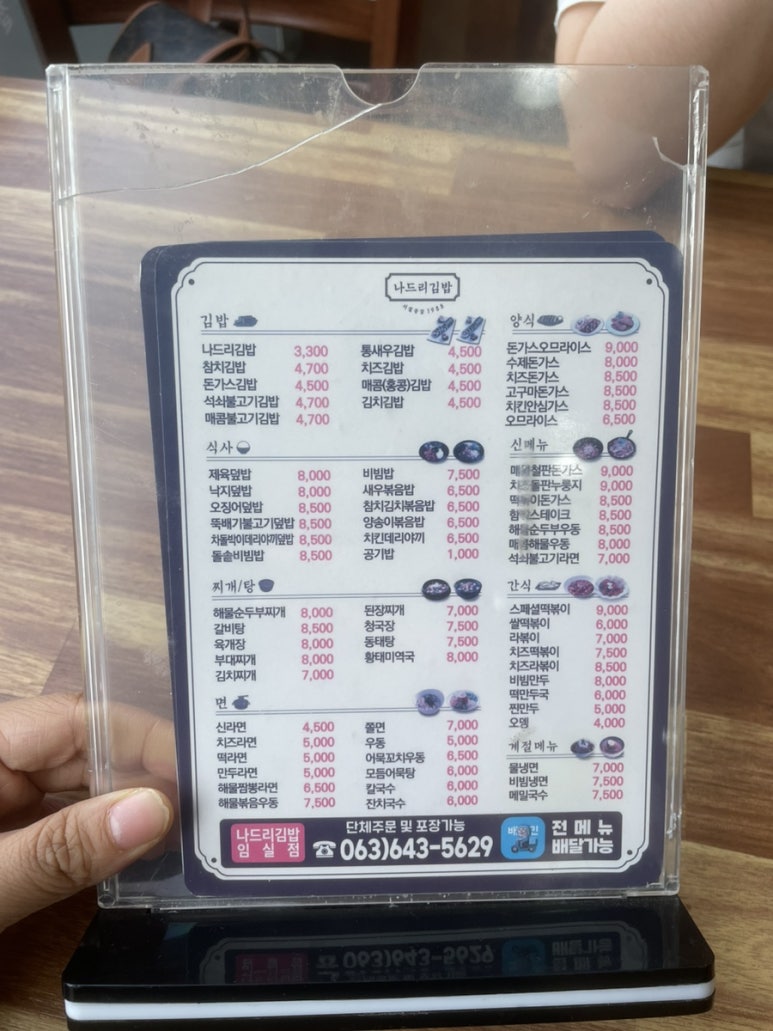 나드리김밥
김밥
나드리김밥 3,300
참치김밥 4,700
돈가스김밥 4,500
석쇠불고기김밥 4,700
매콤불고기김밥 4,700
통새우김밥 4,500
치즈김밥 4,500
매콤(홍콩)김밥 4,500
김치김밥 4,500
식사
제육덮밥 8,000
낙지덮밥 8,000
오징어덮밥 8,500
뚝배기불고기덮밥 8,500
차돌박이데리야끼덮밥 8,500
돌솥비빔밥 8,500
비빔밥 7,500
새우볶음밥 6,500
참치김치볶음밥 6,500
양송이볶음밥 6,500
치킨데리야끼 6,500
공기밥 1,000
찌개/탕
해물순두부찌개 8,000
갈비탕 8,500
육개장 8,000
부대찌개 8,000
김치찌개 7,000
된장찌개 7,000
청국장 7,500
동태탕 7,500
황태미역국 8,000
면
신라면 4,500
치즈라면 5,000
떡라면 5,000
만두라면 5,000
해물짬뽕라면 6,500
해물볶음우동 7,500
쫄면 7,000
우동 5,000
어묵꼬치우동 6,500
모듬어묵탕 6,000
칼국수 6,000
잔치국수 6,000
양식
돈가스오므라이스 9,000
수제돈가스 8,000
치즈돈가스 8,500
고구마돈가스 8,500
치킨안심가스 8,500
오므라이스 6,500
신메뉴
9,000
9,000
8,500
8,500
해물순두부우동 8,500
매콤해물우동 8,000
석쇠불고기라면 7,000
간식
스페셜떡볶이 9,000
쌀떡볶이 6,000
라볶이 7,000
치즈떡볶이 7,500
치즈라볶이 8,500
비빔만두 8,000
떡만두국 6,000
찐만두 5,000
오뎅 4,000
계절메뉴
물냉면 7,000
비빔냉면 7,500
메밀국수 7,500
나드리김밥
임실점
단체주문 및 포장가능
☎ 063)643-5629
전메뉴
배달가능